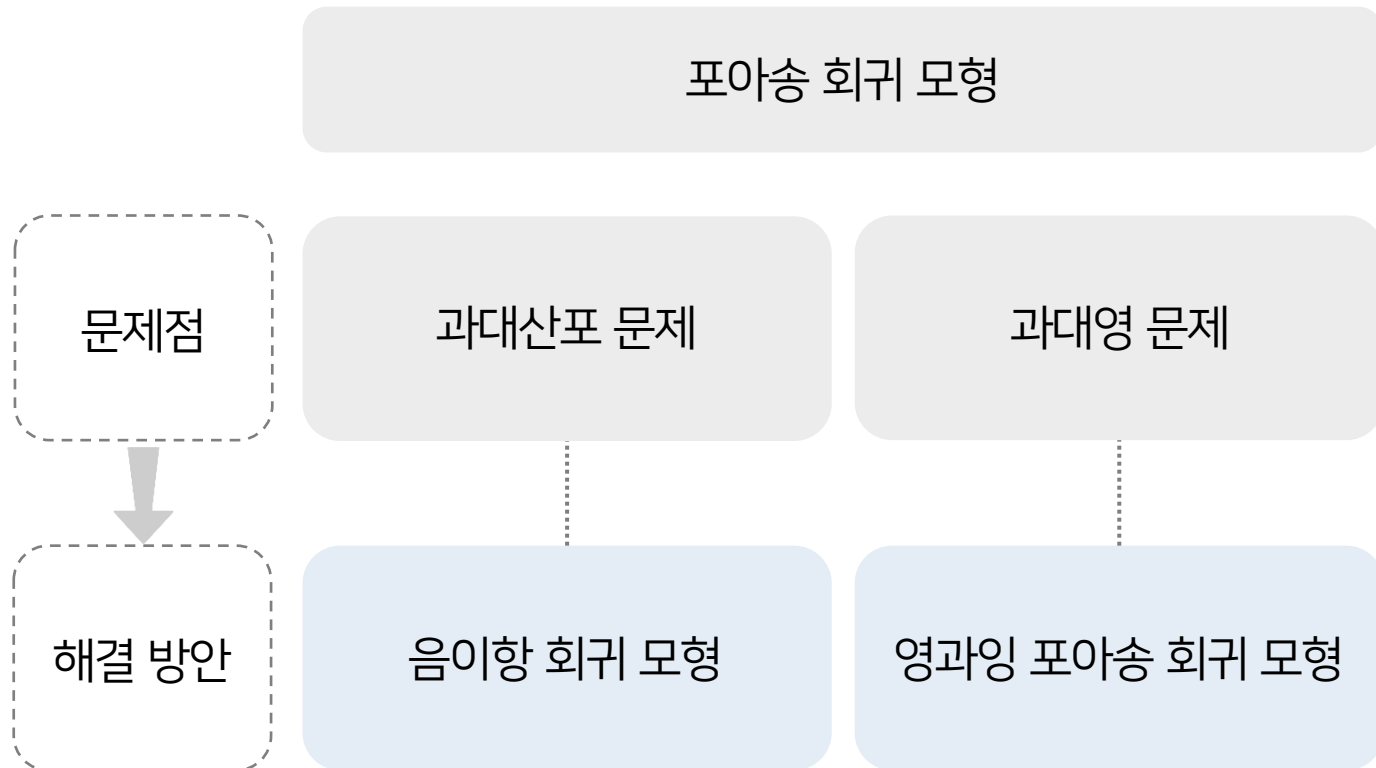 포아송 회귀 모형
문제점
과대산포 문제
과대영 문제
해결 방안
음이항 회귀 모형
영과잉 포아송 회귀 모형